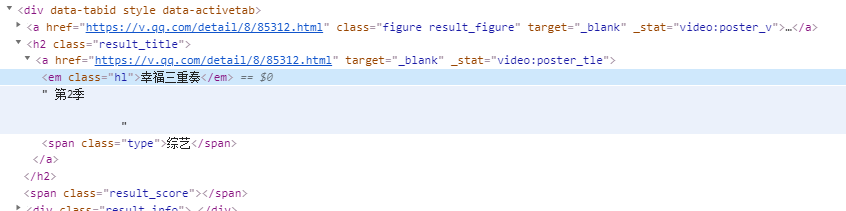 <div data-tabid style data-activetab>
<a href="https://v.qq.com/detail/8/85312.html" class="figure result_figure" target="_blank" _stat="video:poster_v">…</a>
<h2 class="result_title">
<a href="https://v.qq.com/detail/8/85312.html" target="_blank" _stat="video:poster_tle">
<em class="hl">幸福三重奏</em> == $0
" 第2季
"
<span class="type">综艺</span>
</a>
</h2>
<span class="result_score"></span>
<div class="result_info">…</div>